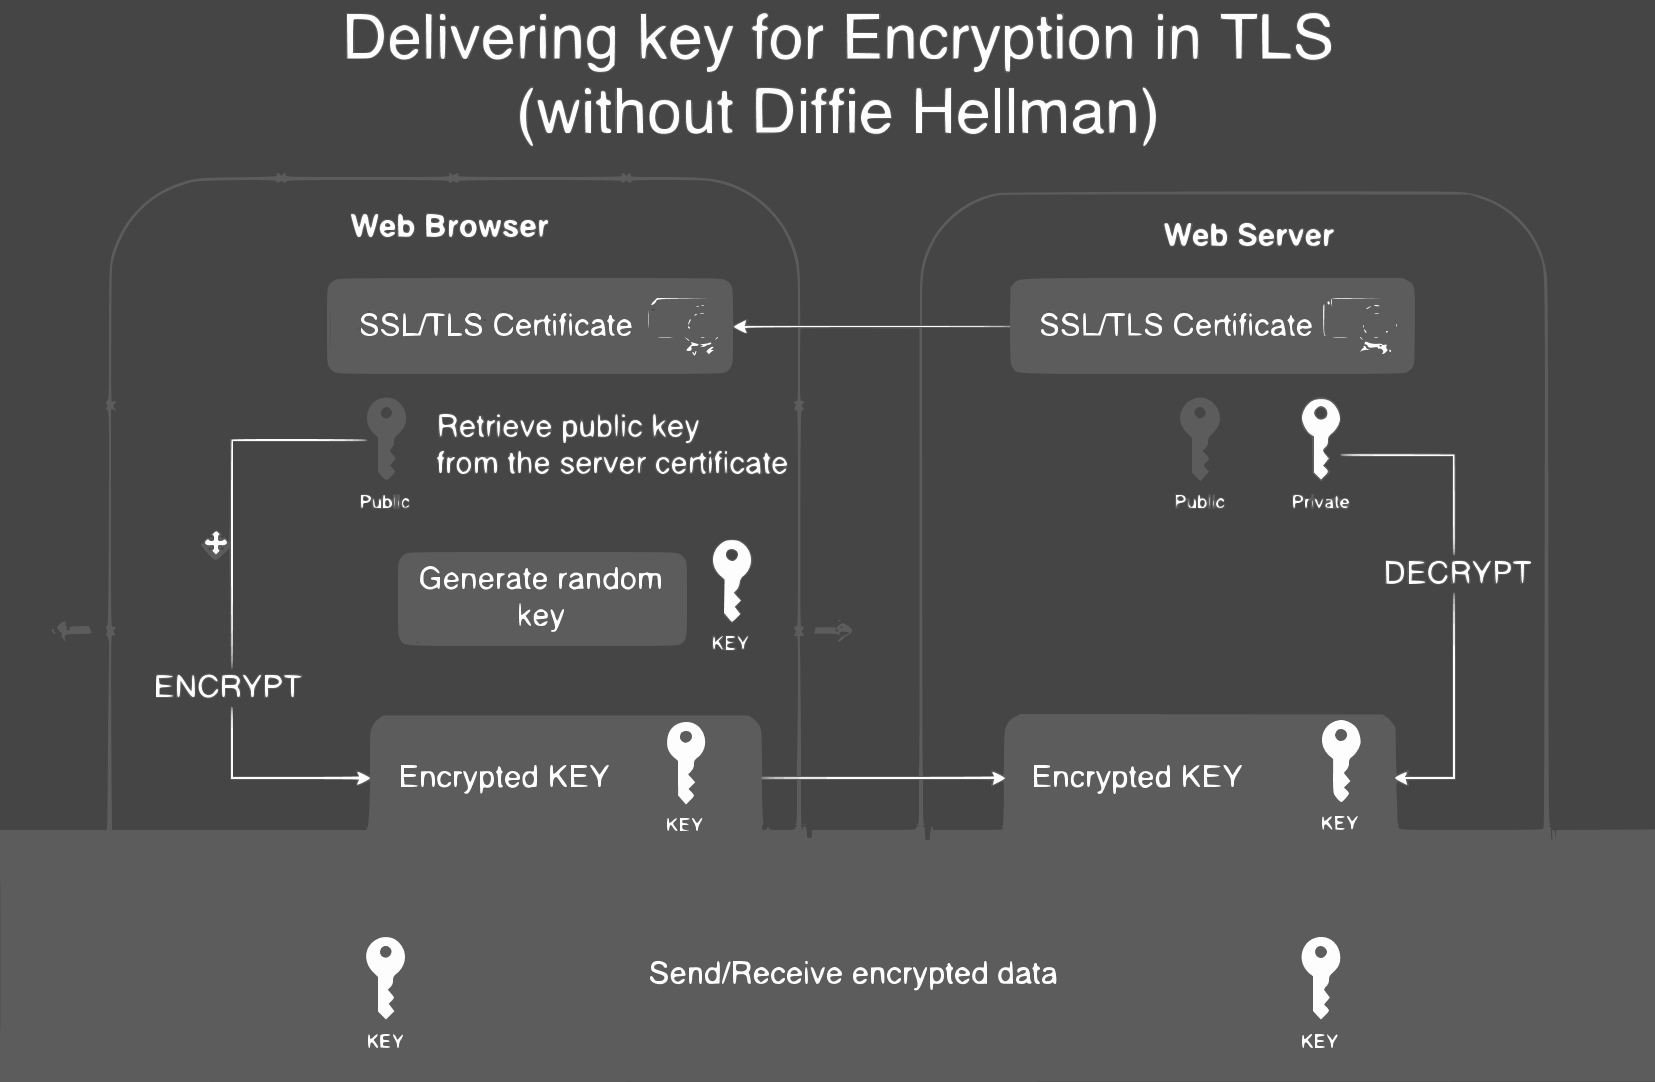 Delivering key for Encryption in TLS
(without Diffie Hellman)
Web Browser
Web Server
SSL/TLS Certificate
SSL/TLS Certificate
Retrieve public key
from the server certificate
Public
Public
Private
Generate random
key
KEY
DECRYPT
ENCRYPT
Encrypted KEY
KEY
Encrypted KEY
KEY
Send/Receive encrypted data
KEY
KEY